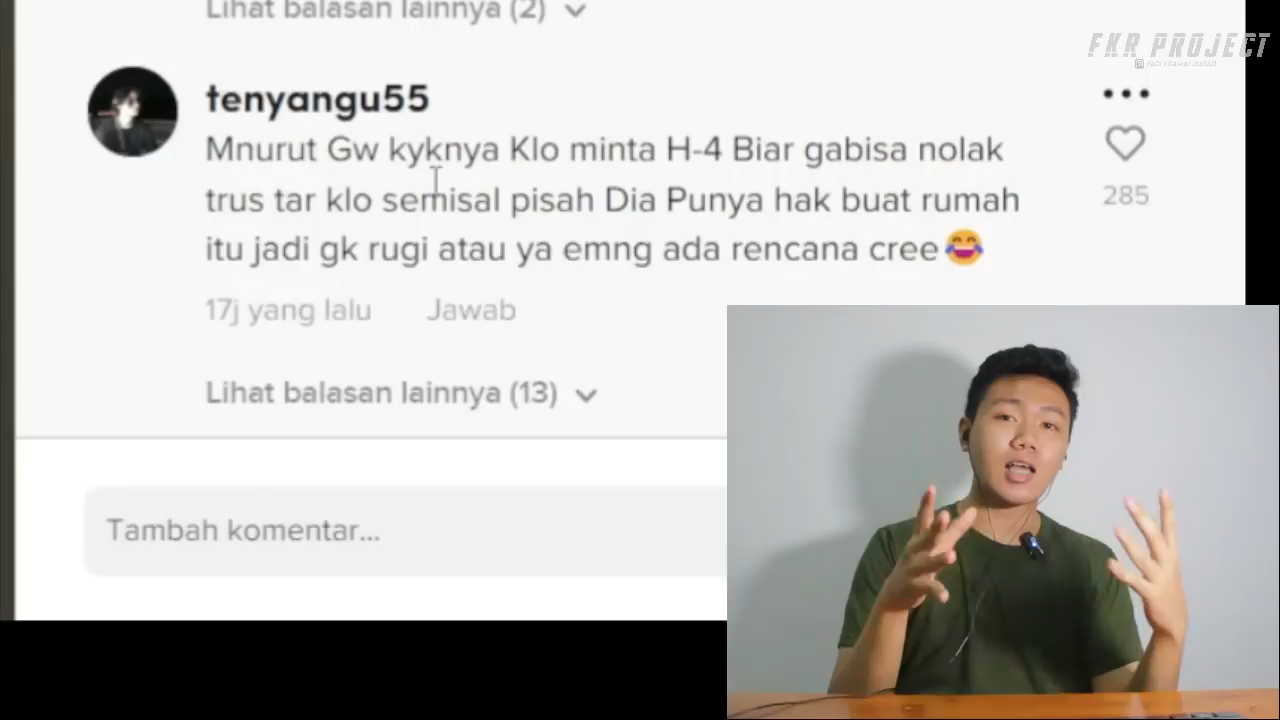 Lihat balasan lainnya (2)
FKR PROJECT
tenyangu55
Mnurut Gw kyknya Klo minta H-4 Biar gabisa nolak
trus tar klo semisal pisah Dia Punya hak buat rumah
itu jadi gk rugi atau ya emng ada rencana cree😂
285
17j yang lalu
Jawab
Lihat balasan lainnya (13)
Tambah komentar...